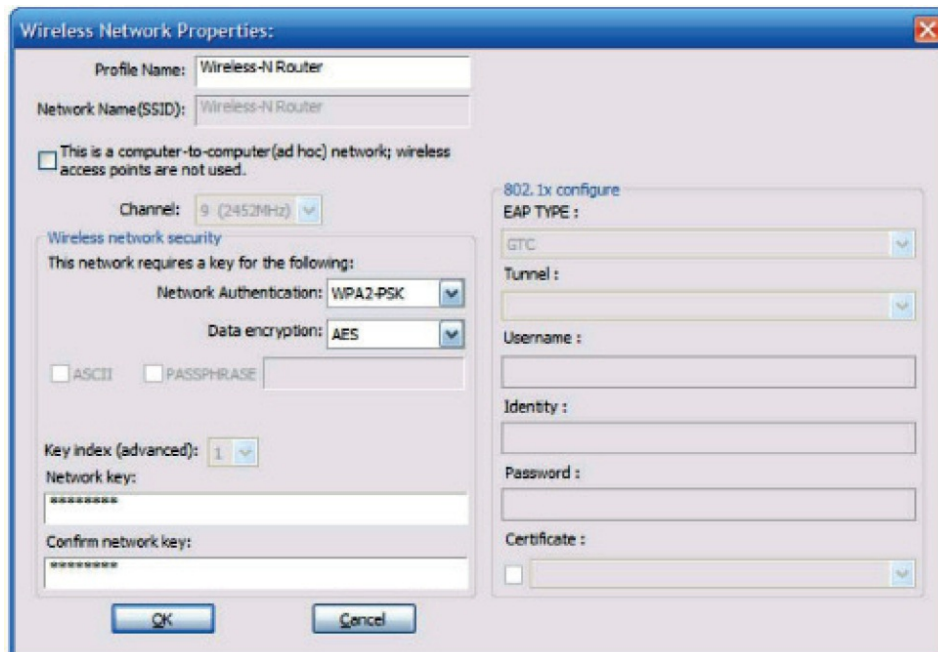 Wireless Network Properties:
Profile Name: Wireless-N Router
Network Name(SSID): Wireless-N Router
This is a computer-to-computer(ad hoc) network; wireless
access points are not used.
Channel: 9 (2452MHz)
Wireless network security
This network requires a key for the following:
Network Authentication: WPA2-PSK
Data encryption: AES
ASCII PASSPHRASE
Key index (advanced): 1
Network key:
********
Confirm network key:
********
OK Cancel
802.1x configure
EAP TYPE :
GTC
Tunnel :
Username :
Identity :
Password :
Certificate :